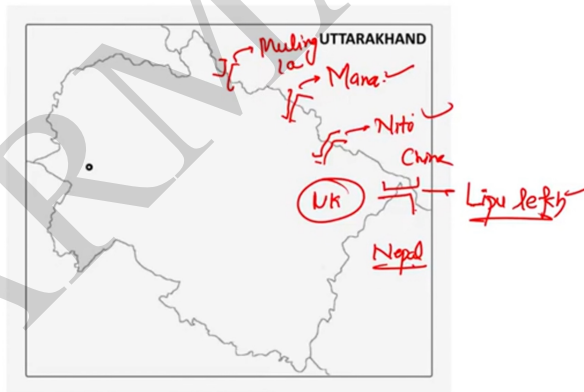 UTTARAKHAND
Muling
la
Mana
Niti
China
UK
Lipu lekh
Nepal